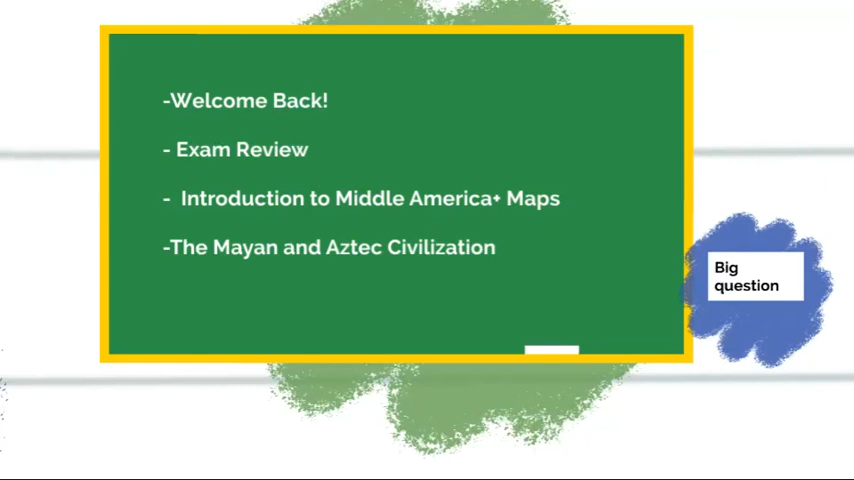 -Welcome Back!
- Exam Review
- Introduction to Middle America+ Maps
-The Mayan and Aztec Civilization
Big
question